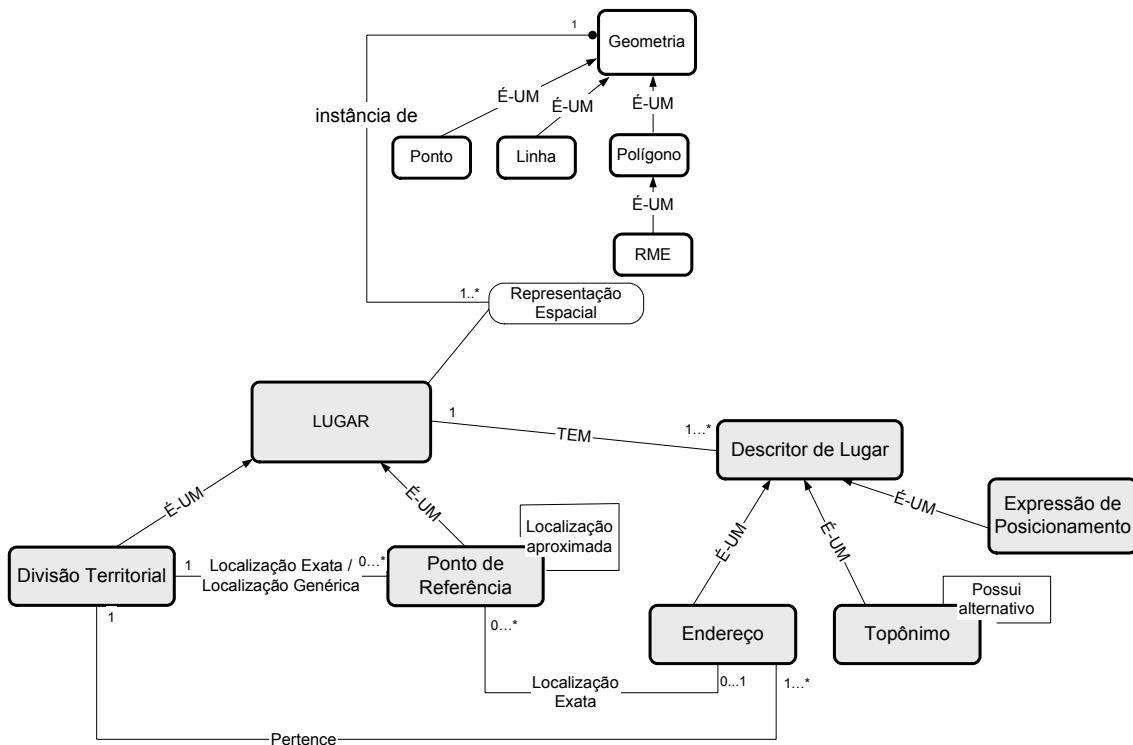 1
Geometria
É-UM
É-UM
É-UM
instância de
Ponto
Linha
Polígono
É-UM
RME
1..*
Representação
Espacial
LUGAR
1
TEM
1...*
Descritor de Lugar
É-UM
É-UM
É-UM
Expressão de
Posicionamento
Localização
aproximada
É-UM
É-UM
Divisão Territorial
1
Localização Exata /
Localização Genérica
0...*
Ponto de
Referência
Possui
alternativo
1
0...*
Endereço
Topônimo
Localização
Exata
0...1
1...*
Pertence